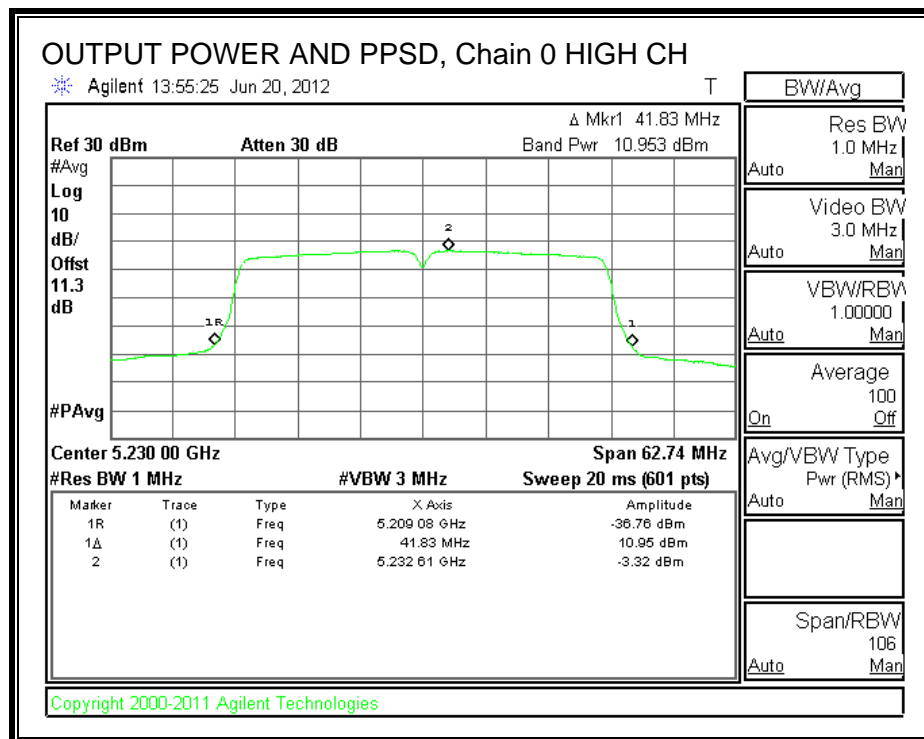 OUTPUT POWER AND PPSD, Chain 0 HIGH CH
Agilent 13:55:25 Jun 20, 2012 T
Δ Mkr1 41.83 MHz
Ref 30 dBm Atten 30 dB Band Pwr 10.953 dBm
#Avg
Log
10
dB/
Offst
11.3
dB
2
1R
1
#PAvg
Center 5.230 00 GHz Span 62.74 MHz
#Res BW 1 MHz #VBW 3 MHz Sweep 20 ms (601 pts)
Marker Trace Type X Axis Amplitude
1R (1) Freq 5.209 08 GHz -36.76 dBm
1Δ (1) Freq 41.83 MHz 10.95 dBm
2 (1) Freq 5.232 61 GHz -3.32 dBm
BW/Avg
Res BW
1.0 MHz
Auto Man
Video BW
3.0 MHz
Auto Man
VBW/RBW
1.00000
Auto Man
Average
100
On Off
Avg/VBW Type
Pwr (RMS)
Auto Man
Span/RBW
106
Auto Man
Copyright 2000-2011 Agilent Technologies